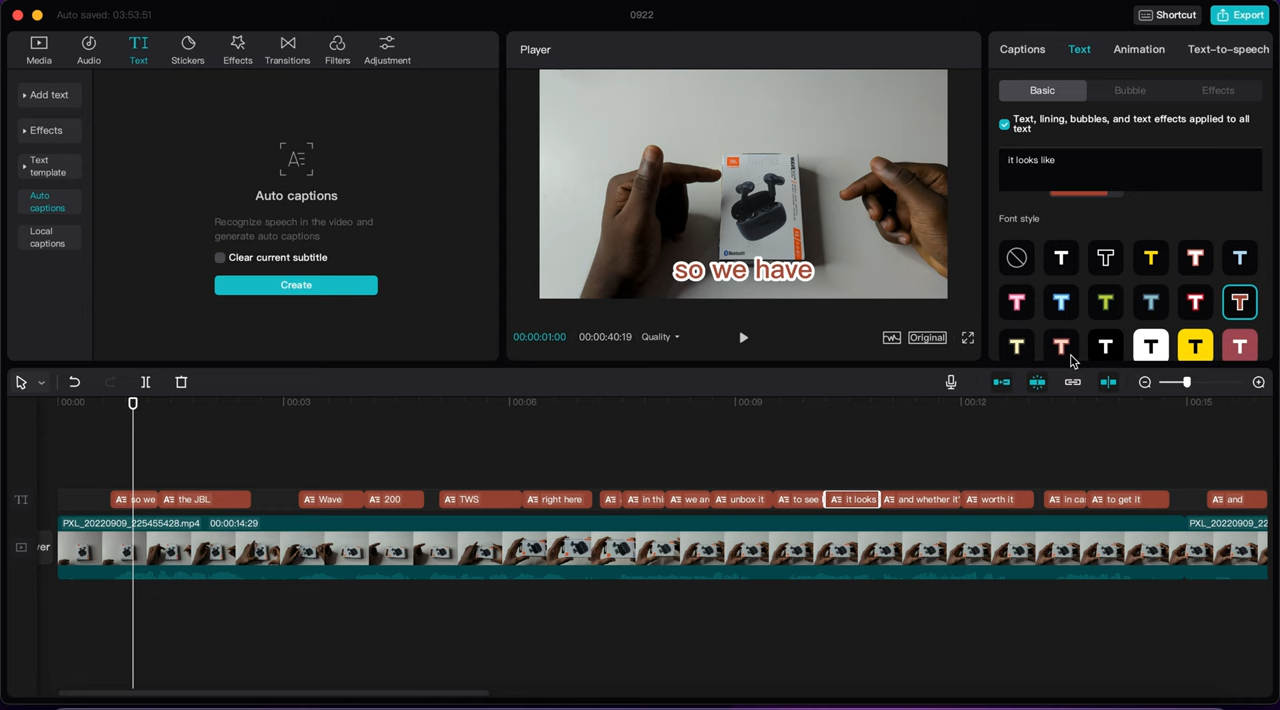 Auto saved: 03:53:51
0922
Shortcut
Export
Media
Audio
TI
Text
Stickers
Effects
Transitions
Filters
Adjustment
Add text
Effects
Text
template
Auto
captions
Local
captions
Auto captions
Recognize speech in the video and
generate auto captions
Clear current subtitle
Create
Player
JBL
Bluetooth
so we have
00:00:01:00
00:00:40:19
Quality
Original
Captions
Text
Animation
Text-to-speech
Basic
Bubble
Effects
Text, lining, bubbles, and text effects applied to all
text
it looks like
Font style
T T T T T
T T T T T T
T T T T T T
00:00
00:03
00:06
00:09
00:12
00:15
TI
so we
the JBL
Wave
200
TWS
right here
in thi
we are
unbox it
to see
it looks
and whether it'
worth it
in ca
to get it
and
PXL_20220909_225455428.mp4
00:00:14:29
PXL_20220909_22
ver